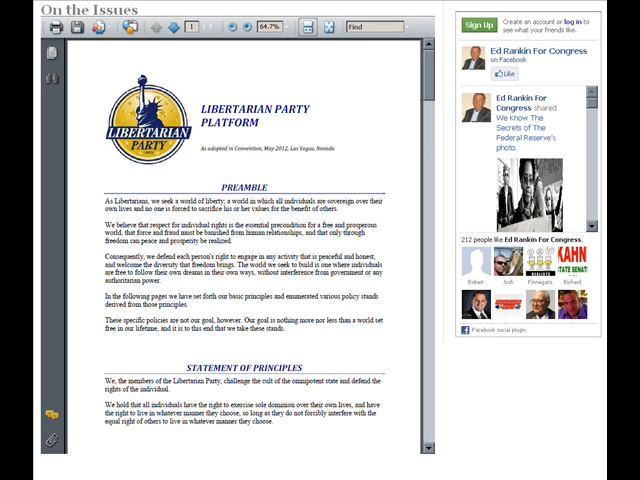 On the Issues
1 / 7
64.7%
Find
LIBERTARIAN PARTY
LIBERTARIAN PARTY
PLATFORM
As adopted in Convention, May 2012, Las Vegas, Nevada
PREAMBLE
As Libertarians, we seek a world of liberty; a world in which all individuals are sovereign over their
own lives and no one is forced to sacrifice his or her values for the benefit of others.
We believe that respect for individual rights is the essential precondition for a free and prosperous
world, that force and fraud must be banished from human relationships, and that only through
freedom can peace and prosperity be realized.
Consequently, we defend each person's right to engage in any activity that is peaceful and honest,
and welcome the diversity that freedom brings. The world we seek to build is one where individuals
are free to follow their own dreams in their own ways, without interference from government or any
authoritarian power.
In the following pages we have set forth our basic principles and enumerated various policy stands
derived from those principles.
These specific policies are not our goal, however. Our goal is nothing more nor less than a world set
free in our lifetime, and it is to this end that we take these stands.
STATEMENT OF PRINCIPLES
We, the members of the Libertarian Party, challenge the cult of the omnipotent state and defend the
rights of the individual.
We hold that all individuals have the right to exercise sole dominion over their own lives, and have
the right to live in whatever manner they choose, so long as they do not forcibly interfere with the
equal right of others to live in whatever manner they choose.
Sign Up
Create an account or log in to
see what your friends like.
Ed Rankin For Congress
on Facebook
Like
Ed Rankin For
Congress shared
We Know The
Secrets of The
Federal Reserve's
photo.
212 people like Ed Rankin For Congress.
KAHN
STATE SENAT
Robert
Josh
Finnegans
Richard
Facebook social plugin